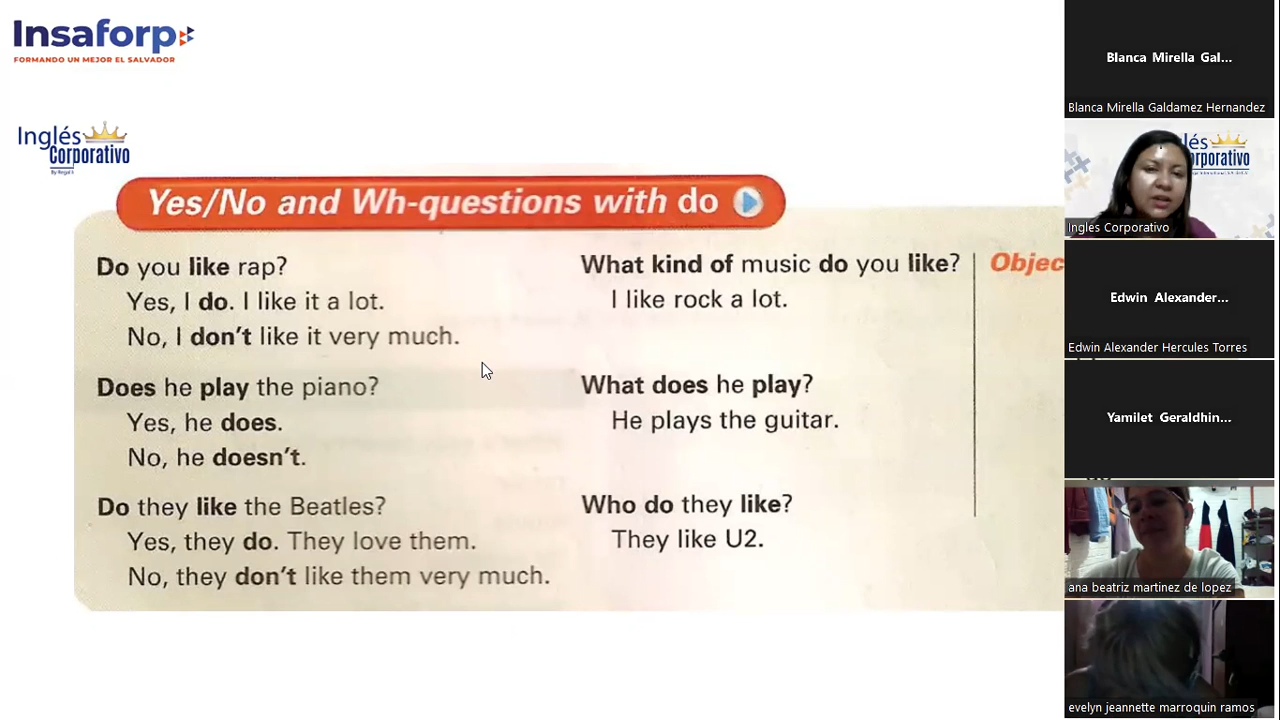 Insaforp
FORMANDO UN MEJOR EL SALVADOR
Inglés
Corporativo
Yes/No and Wh-questions with do
Do you like rap?
Yes, I do. I like it a lot.
No, I don't like it very much.
Does he play the piano?
Yes, he does.
No, he doesn't.
Do they like the Beatles?
Yes, they do. They love them.
No, they don't like them very much.
What kind of music do you like?
I like rock a lot.
What does he play?
He plays the guitar.
Who do they like?
They like U2.
Objec
Blanca Mirella Gal...
Blanca Mirella Galdamez Hernandez
Corporativo
Ingles Corporativo
Edwin Alexander...
Edwin Alexander Hercules Torres
Yamilet Geraldhin...
ana beatriz martinez de lopez
evelyn jeannette marroquin ramos